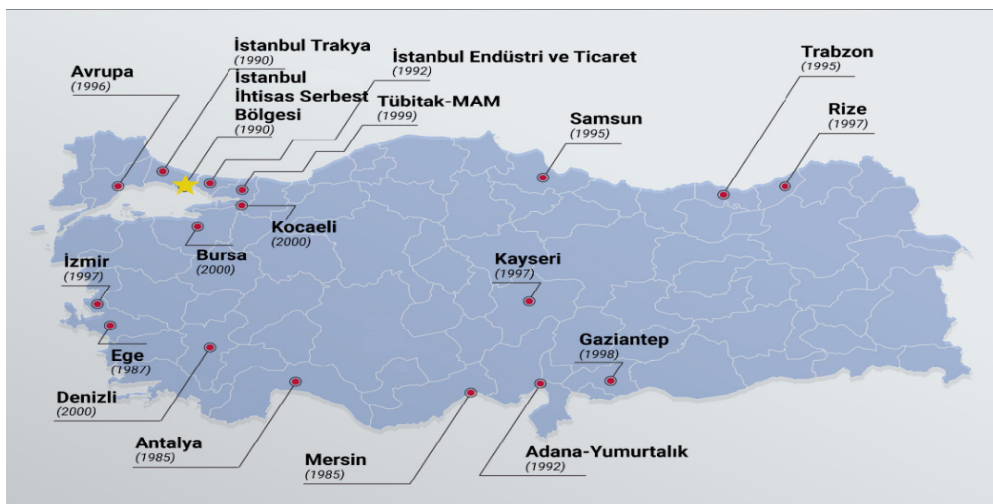 İstanbul Trakya
(1990)
İstanbul Endüstri ve Ticaret
(1992)
Trabzon
(1995)
Avrupa
(1996)
İstanbul
İhtisas Serbest
Bölgesi
(1990)
Tübitak-MAM
(1999)
Samsun
(1995)
Rize
(1997)
Kocaeli
(2000)
Bursa
(2000)
İzmir
(1997)
Kayseri
(1997)
Ege
(1987)
Gaziantep
(1998)
Denizli
(2000)
Antalya
(1985)
Mersin
(1985)
Adana-Yumurtalık
(1992)